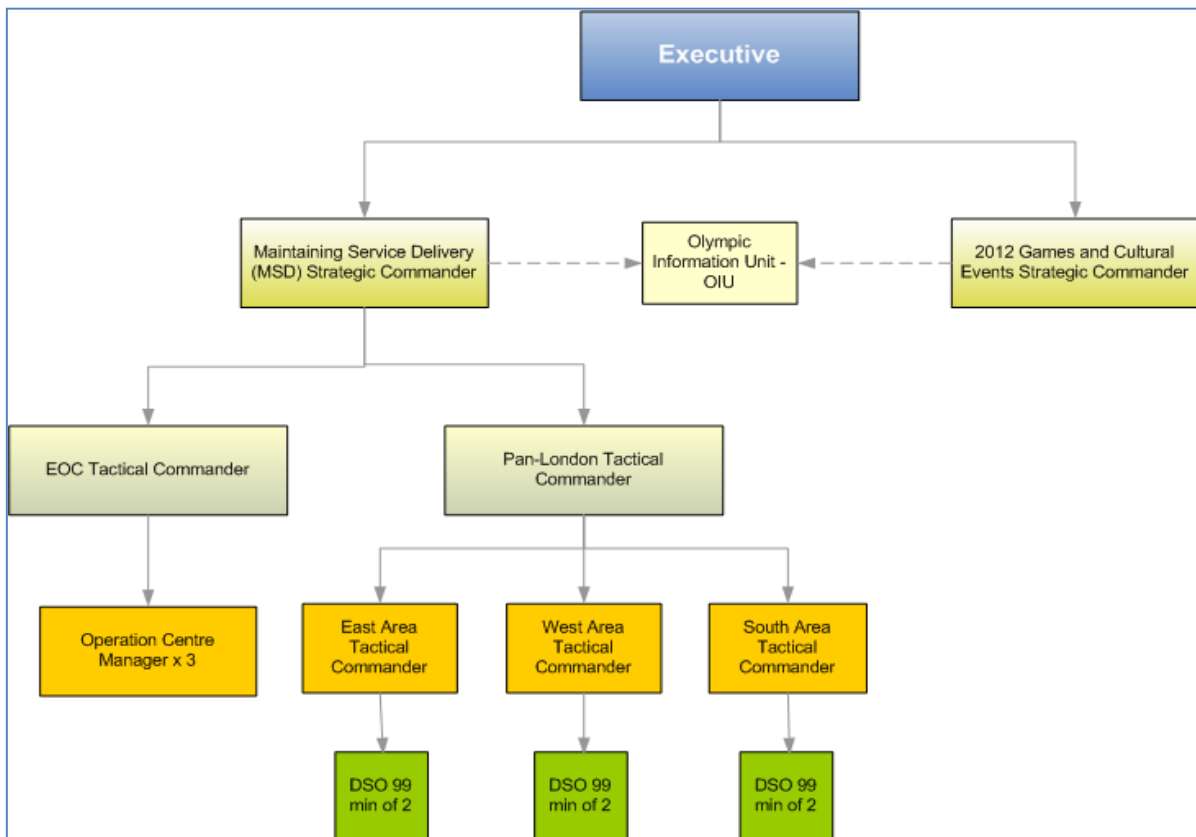 Executive
Maintaining Service Delivery
(MSD) Strategic Commander
Olympic
Information Unit -
OIU
2012 Games and Cultural
Events Strategic Commander
EOC Tactical Commander
Pan-London Tactical
Commander
Operation Centre
Manager x 3
East Area
Tactical
Commander
West Area
Tactical
Commander
South Area
Tactical
Commander
DSO 99
min of 2
DSO 99
min of 2
DSO 99
min of 2